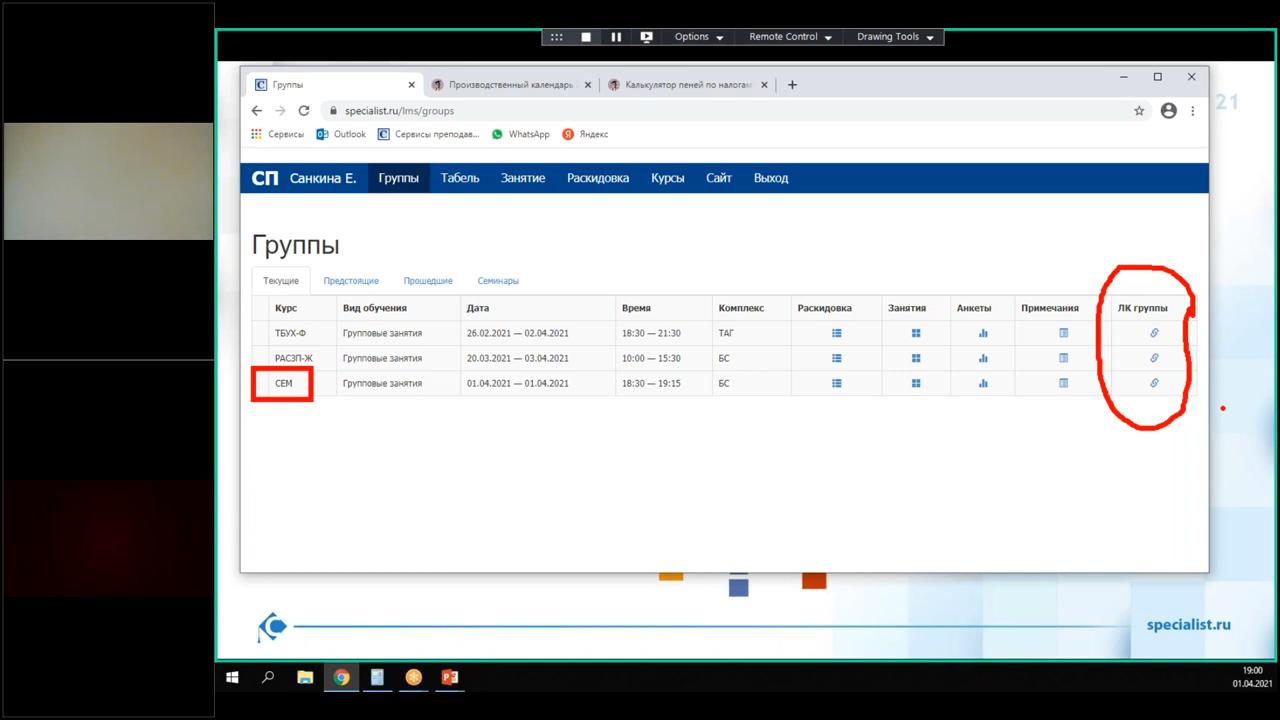 Options Remote Control Drawing Tools
Группы Производственный календарь Калькулятор пеней по налогам
21
specialist.ru/lms/groups
Сервисы Outlook Сервисы преподав... WhatsApp Яндекс
СП Санкина Е. Группы Табель Занятие Раскидовка Курсы Сайт Выход
Группы
Текущие Предстоящие Прошедшие Семинары
Курс Вид обучения Дата Время Комплекс Раскидовка Занятия Анкеты Примечания ЛК группы
ТБУХ-Ф Групповые занятия 26.02.2021 — 02.04.2021 18:30 — 21:30 ТАГ
РАСЗП-Ж Групповые занятия 20.03.2021 — 03.04.2021 10:00 — 15:30 БС
СЕМ Групповые занятия 01.04.2021 — 01.04.2021 18:30 — 19:15 БС
specialist.ru
19:00
01.04.2021